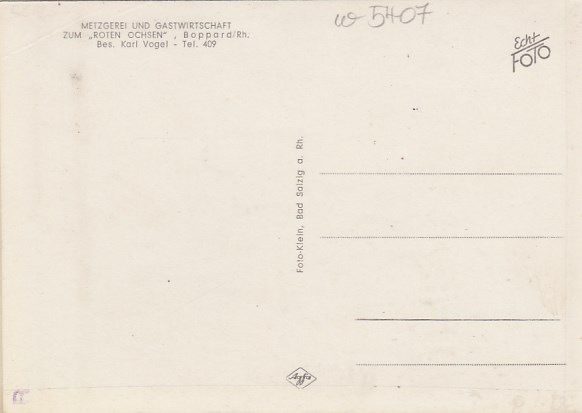 METZGEREI UND GASTWIRTSCHAFT
ZUM „ROTEN OCHSEN", Boppard/Rh.
Bes. Karl Vogel - Tel. 409
w 5407
Echt
FOTO
Foto-Klein, Bad Salzig a. Rh.
Agfa